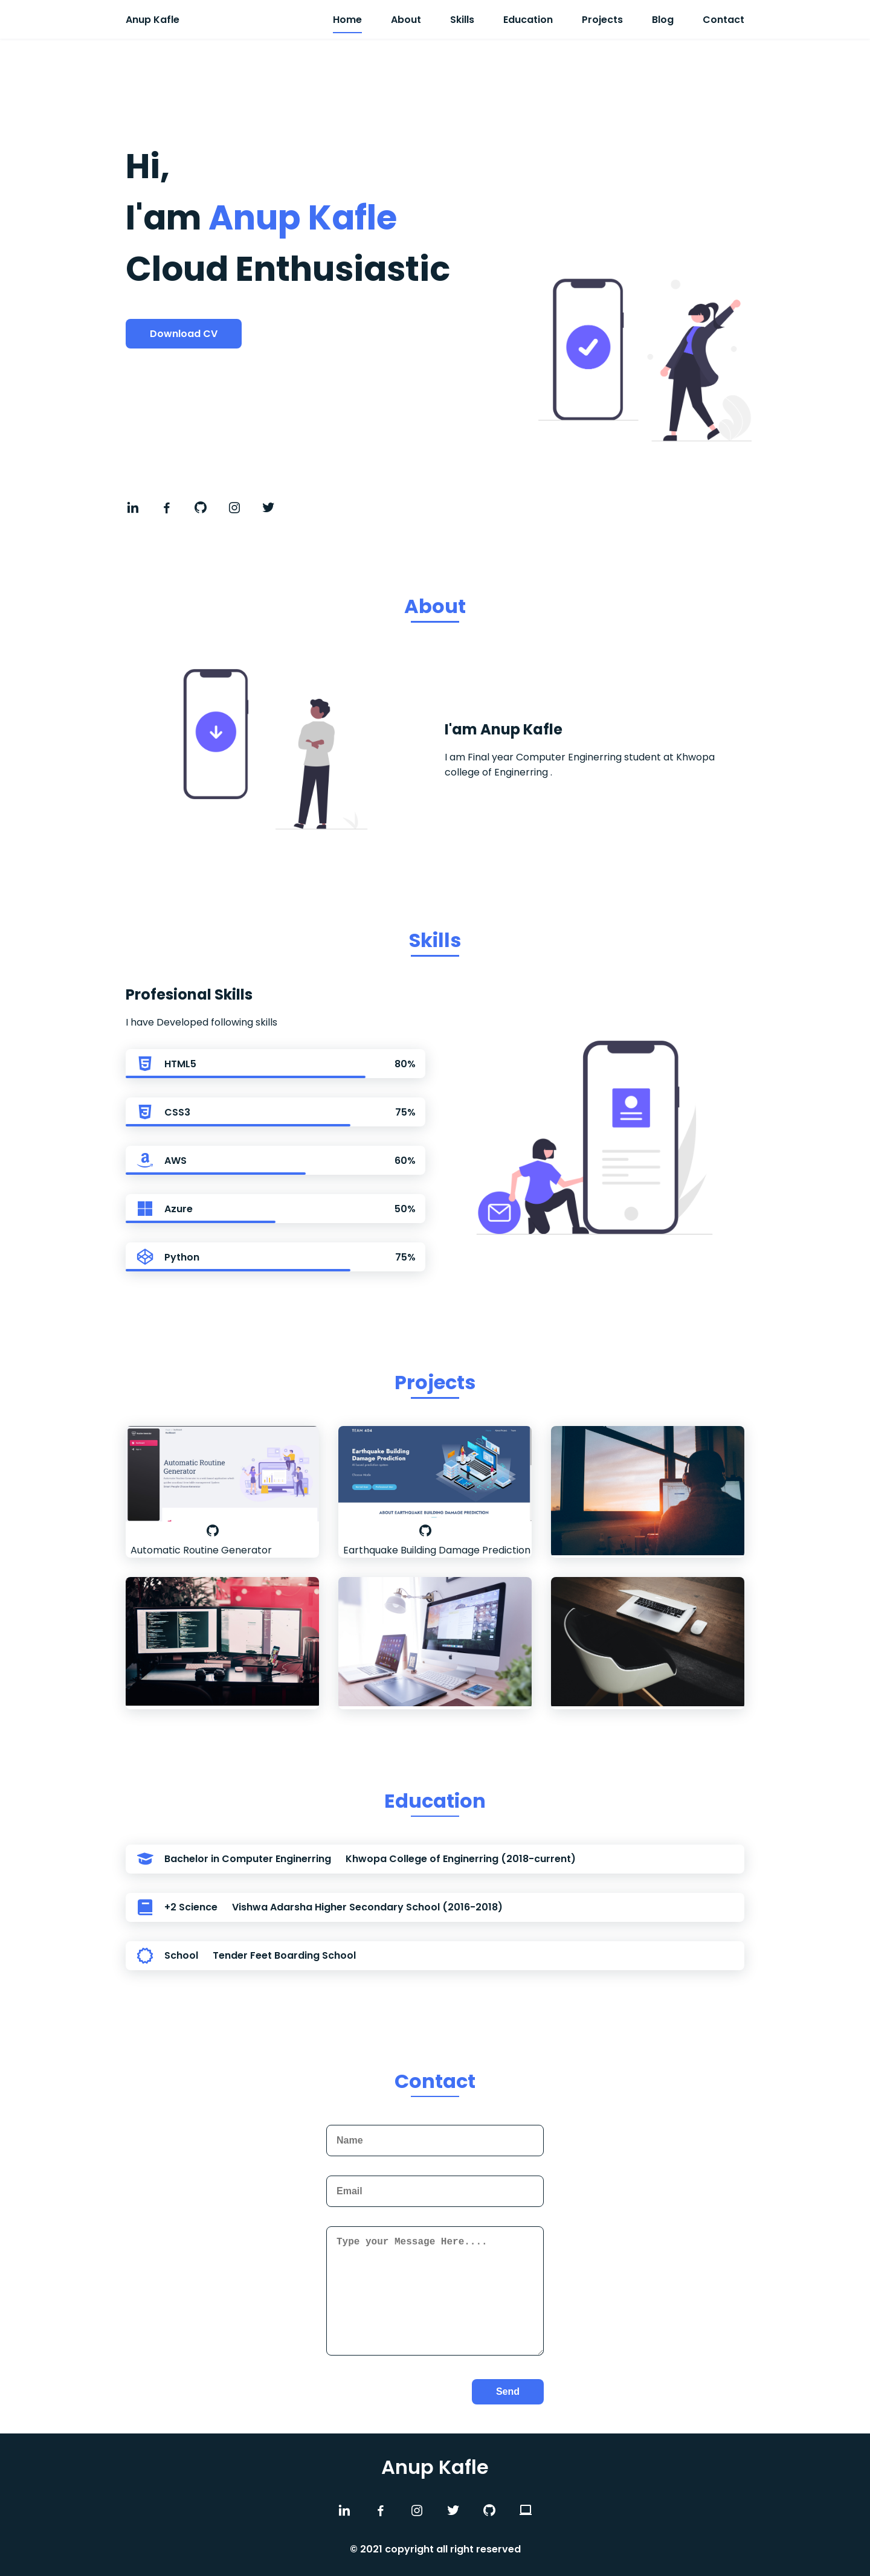 Anup Kafle
Home About Skills Education Projects Blog Contact
Hi,
I'am Anup Kafle
Cloud Enthusiastic
Download CV
About
I'am Anup Kafle
I am Final year Computer Enginerring student at Khwopa
college of Enginerring .
Skills
Profesional Skills
I have Developed following skills
HTML5 80%
CSS3 75%
AWS 60%
Azure 50%
Python 75%
Projects
Automatic Routine
Generator
Earthquake Building
Damage Prediction
ABOUT EARTHQUAKE BUILDING DAMAGE PREDICTION
Automatic Routine Generator
Earthquake Building Damage Prediction
Education
Bachelor in Computer Enginerring Khwopa College of Enginerring (2018-current)
+2 Science Vishwa Adarsha Higher Secondary School (2016-2018)
School Tender Feet Boarding School
Contact
Name
Email
Type your Message Here....
Send
Anup Kafle
© 2021 copyright all right reserved